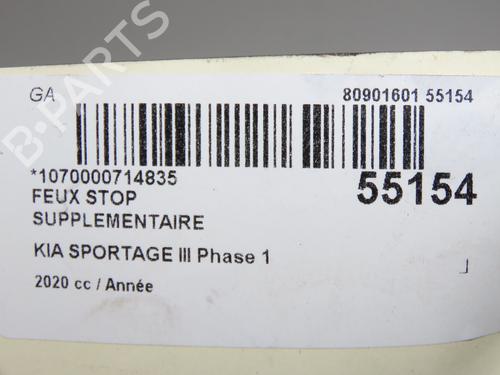 GA
80901601 55154
*1070000714835
55154
FEUX STOP
SUPPLEMENTAIRE
KIA SPORTAGE III Phase 1
2020 cc / Année
B-PARTS